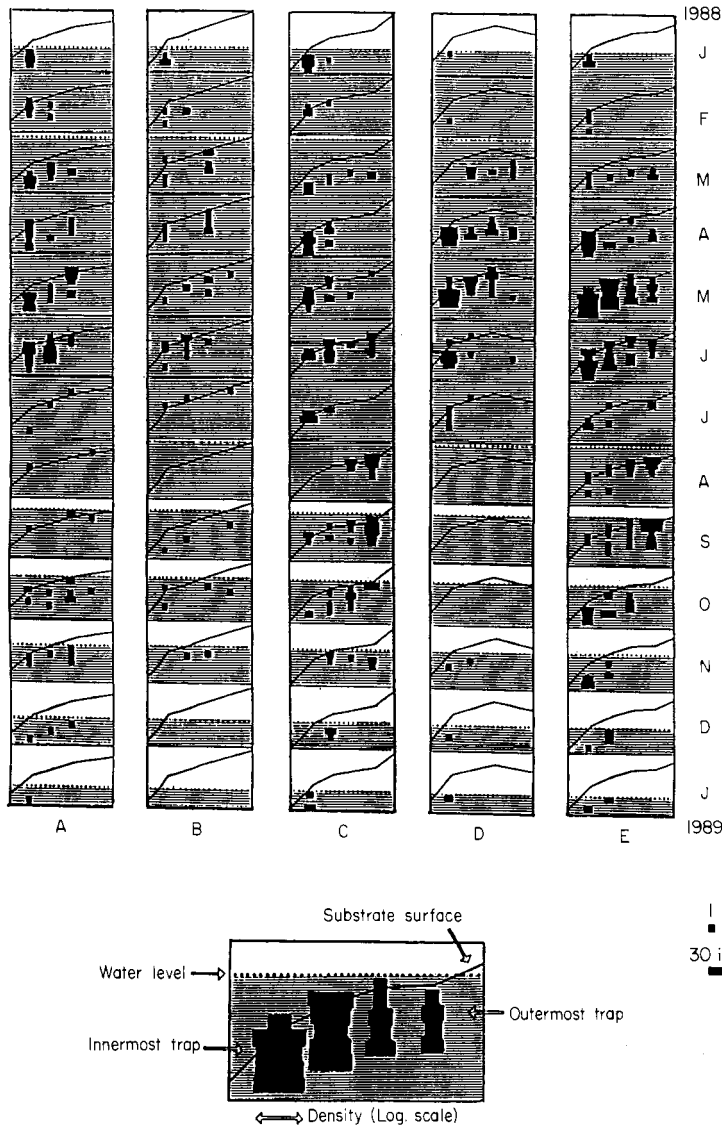 1988
J
F
M
A
M
J
J
A
S
O
N
D
J
1989
A B C D E
Substrate surface
Water level
Outermost trap
Innermost trap
Density (Log. scale)
1
30 i